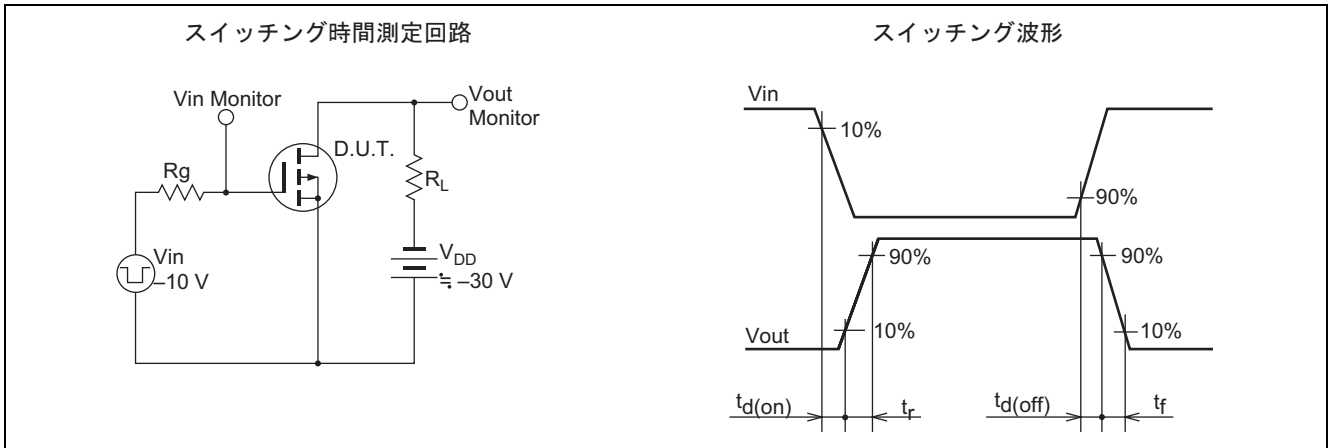 スイッチング時間測定回路
Vin Monitor
Vout
Monitor
D.U.T.
Rg
RL
Vin
–10 V
VDD
≒ –30 V
スイッチング波形
Vin
10%
90%
90%
90%
Vout
10%
10%
td(on)
tr
td(off)
tf